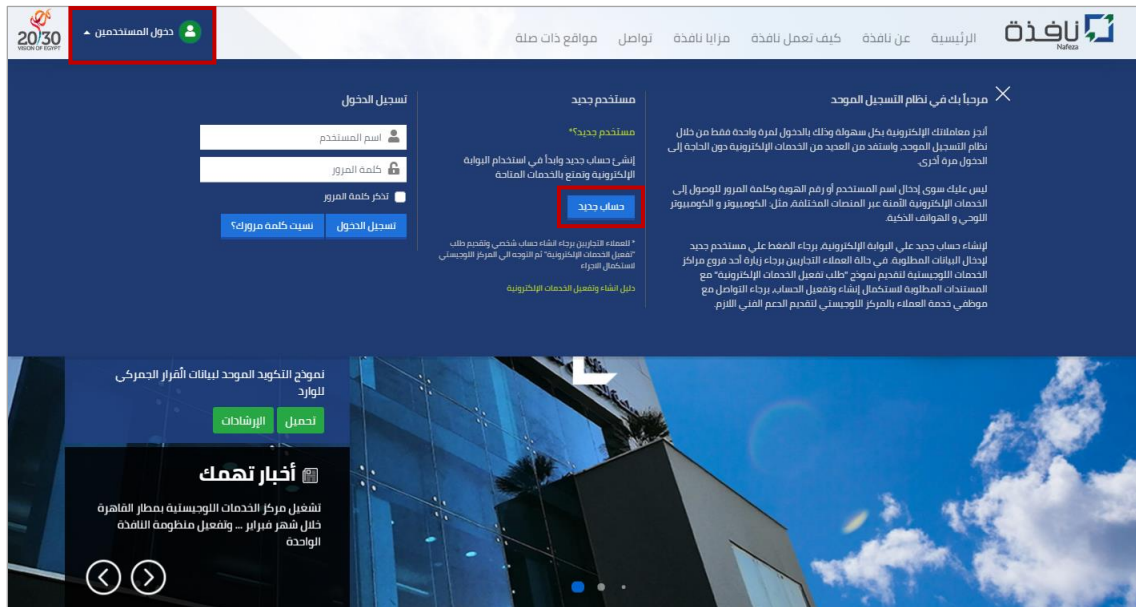 نافذة
Nafeza
الرئيسية
عن نافذة
كيف تعمل نافذة
مزايا نافذة
تواصل
مواقع ذات صلة
دخول المستخدمين
2030
VISION OF EGYPT
مرحباً بك في نظام التسجيل الموحد
أنجز معاملاتك الإلكترونية بكل سهولة وذلك بالدخول لمرة واحدة فقط من خلال
نظام التسجيل الموحد، واستفد من العديد من الخدمات الإلكترونية دون الحاجة إلى
الدخول مرة أخرى.
ليس عليك سوى إدخال اسم المستخدم أو رقم الهوية وكلمة المرور للوصول إلى
الخدمات الإلكترونية الآمنة عبر المنصات المختلفة، مثل: الكومبيوتر و الكومبيوتر
اللوحي و الهواتف الذكية.
لإنشاء حساب جديد علي البوابة الإلكترونية، برجاء الضغط علي مستخدم جديد
لإدخال البيانات المطلوبة. في حالة العملاء التجاريين برجاء زيارة أحد فروع مراكز
الخدمات اللوجيستية لتقديم نموذج "طلب تفعيل الخدمات الإلكترونية" مع
المستندات المطلوبة لاستكمال إنشاء وتفعيل الحساب، برجاء التواصل مع
موظفي خدمة العملاء بالمركز اللوجيستي لتقديم الدعم الفني اللازم.
مستخدم جديد
مستخدم جديد؟*
إنشئ حساب جديد وابدأ في استخدام البوابة
الإلكترونية وتمتع بالخدمات المتاحة
حساب جديد
* للعملاء التجاريين برجاء انشاء حساب شخصي وتقديم طلب
"تفعيل الخدمات الإلكترونية" ثم التوجه الي المركز اللوجيستي
لاستكمال الاجراء
دليل انشاء وتفعيل الخدمات الإلكترونية
تسجيل الدخول
اسم المستخدم
كلمة المرور
تذكر كلمة المرور
تسجيل الدخول
نسيت كلمة مرورك؟
نموذج التكويد الموحد لبيانات الُقرار الجمركي
للوارد
تحميل
الإرشادات
أخبار تهمك
تشغيل مركز الخدمات اللوجيستية بمطار القاهرة
خلال شهر فبراير ... وتفعيل منظومة النافذة
الواحدة